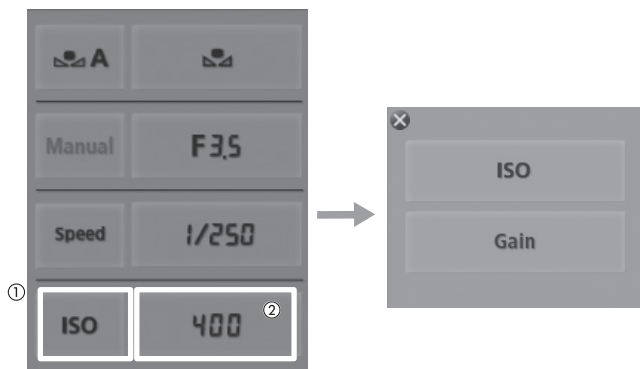 A
Manual F3.5
Speed 1/250
① ISO 400 ②
ISO
Gain